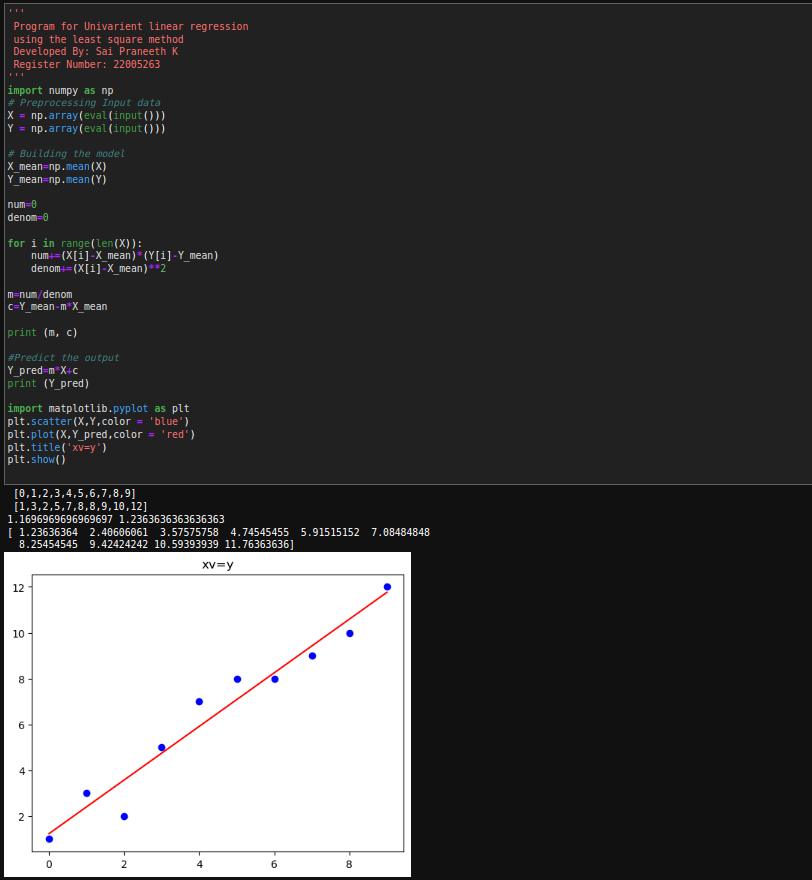 '''
 Program for Univarient linear regression
 using the least square method
 Developed By: Sai Praneeth K
 Register Number: 22005263
'''
import numpy as np
# Preprocessing Input data
X = np.array(eval(input()))
Y = np.array(eval(input()))
# Building the model
X_mean=np.mean(X)
Y_mean=np.mean(Y)
num=0
denom=0
for i in range(len(X)):
    num+=(X[i]-X_mean)*(Y[i]-Y_mean)
    denom+=(X[i]-X_mean)**2
m=num/denom
c=Y_mean-m*X_mean
print (m, c)
#Predict the output
Y_pred=m*X+c
print (Y_pred)
import matplotlib.pyplot as plt
plt.scatter(X,Y,color = 'blue')
plt.plot(X,Y_pred,color = 'red')
plt.title('xv=y')
plt.show()
[0,1,2,3,4,5,6,7,8,9]
[1,3,2,5,7,8,8,9,10,12]
1.1696969696969697 1.2363636363636363
[ 1.23636364  2.40606061  3.57575758  4.74545455  5.91515152  7.08484848
  8.25454545  9.42424242 10.59393939 11.76363636]
xv=y
12
10
8
6
4
2
0 2 4 6 8